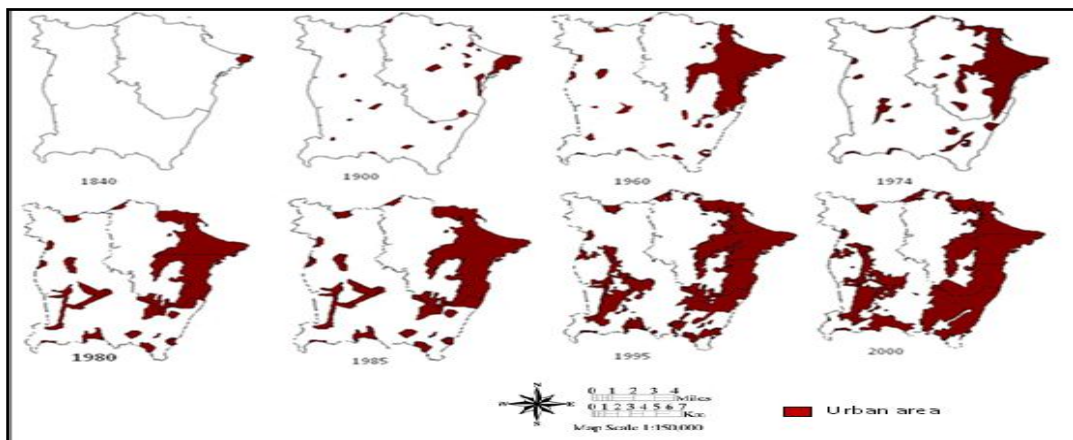 1840
1900
1960
1974
1980
1985
1995
2000
N
W E
S
0 1 2 3 4
Miles
0 1 2 3 4 5 6 7
Km
Map Scale 1:150,000
Urban area